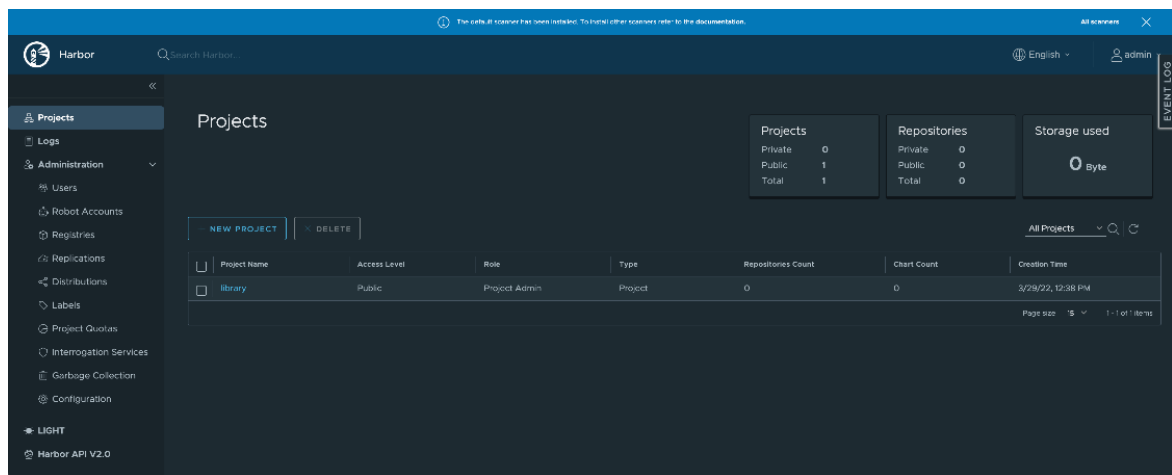 The default scanner has been installed. To install other scanners refer to the documentation.
All scanners
Harbor
Search Harbor...
English
admin
EVENT LOG
Projects
Logs
Administration
Users
Robot Accounts
Registries
Replications
Distributions
Labels
Project Quotas
Interrogation Services
Garbage Collection
Configuration
LIGHT
Harbor API V2.0
Projects
Projects
Private 0
Public 1
Total 1
Repositories
Private 0
Public 0
Total 0
Storage used
0 Byte
NEW PROJECT
DELETE
All Projects
Project Name Access Level Role Type Repositories Count Chart Count Creation Time
library Public Project Admin Project 0 0 3/29/22, 12:38 PM
Page size 15 1 - 1 of 1 items